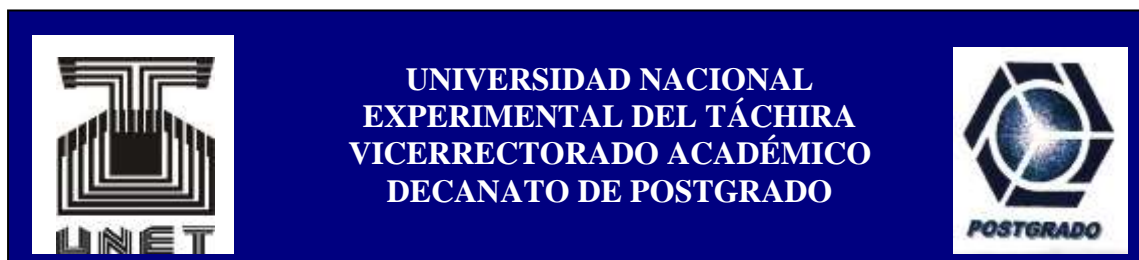 UNET
UNIVERSIDAD NACIONAL
EXPERIMENTAL DEL TÁCHIRA
VICERRECTORADO ACADÉMICO
DECANATO DE POSTGRADO
POSTGRADO